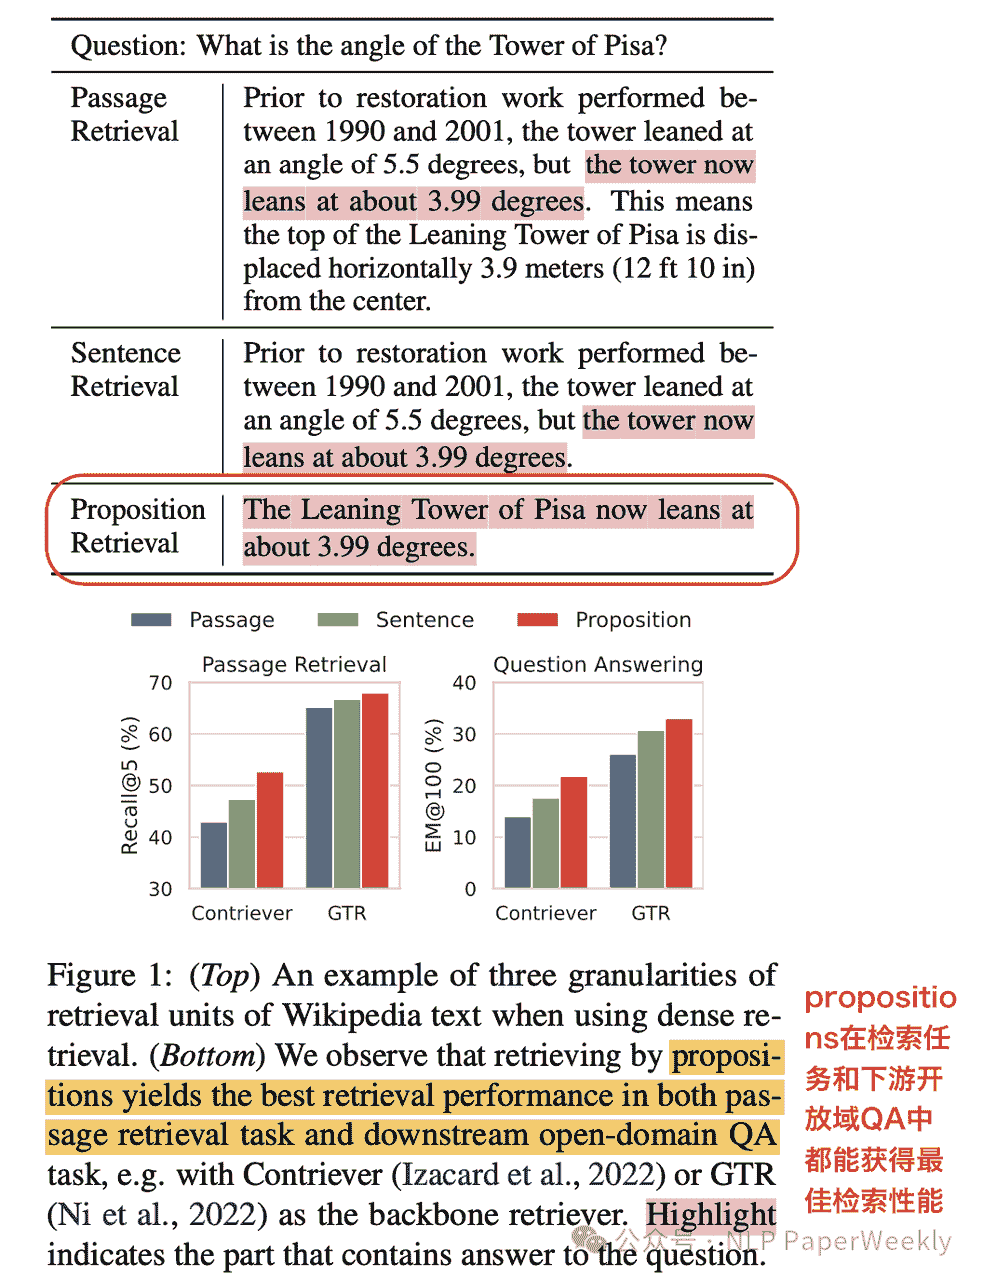 Question: What is the angle of the Tower of Pisa?
Passage
Retrieval
Prior to restoration work performed be-
tween 1990 and 2001, the tower leaned at
an angle of 5.5 degrees, but the tower now
leans at about 3.99 degrees. This means
the top of the Leaning Tower of Pisa is dis-
placed horizontally 3.9 meters (12 ft 10 in)
from the center.
Sentence
Retrieval
Prior to restoration work performed be-
tween 1990 and 2001, the tower leaned at
an angle of 5.5 degrees, but the tower now
leans at about 3.99 degrees.
Proposition
Retrieval
The Leaning Tower of Pisa now leans at
about 3.99 degrees.
Passage Sentence Proposition
Passage Retrieval
Recall@5 (%)
70
60
50
40
30
Contriever GTR
Question Answering
EM@100 (%)
40
30
20
10
0
Contriever GTR
Figure 1: (Top) An example of three granularities of
retrieval units of Wikipedia text when using dense re-
trieval. (Bottom) We observe that retrieving by proposi-
tions yields the best retrieval performance in both pas-
sage retrieval task and downstream open-domain QA
task, e.g. with Contriever (Izacard et al., 2022) or GTR
(Ni et al., 2022) as the backbone retriever. Highlight
indicates the part that contains answer to the question.
propositio
ns在检索任
务和下游开
放域QA中
都能获得最
佳检索性能
公众号 · NLP PaperWeekly